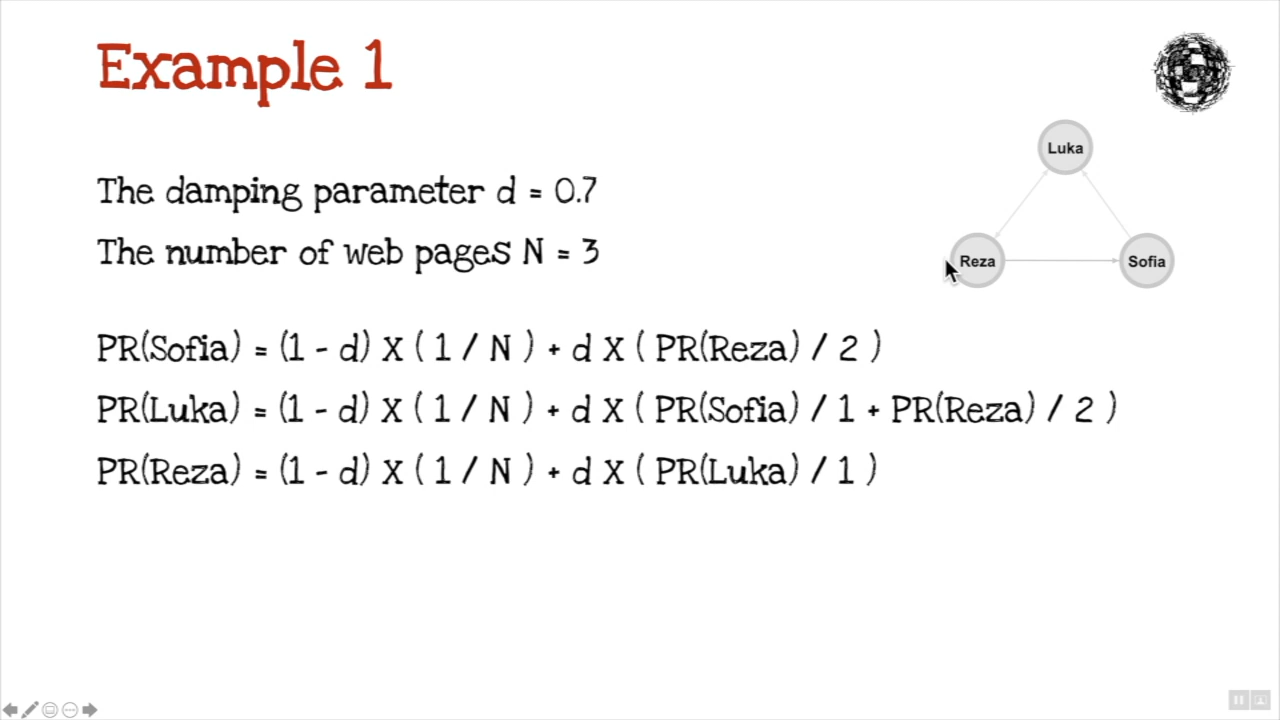 Example 1
Luka
The damping parameter d = 0.7
The number of web pages N = 3
Reza
Sofia
PR(Sofia) = (1 - d) X ( 1 / N ) + d X ( PR(Reza) / 2 )
PR(Luka) = (1 - d) X ( 1 / N ) + d X ( PR(Sofia) / 1 + PR(Reza) / 2 )
PR(Reza) = (1 - d) X ( 1 / N ) + d X ( PR(Luka) / 1 )